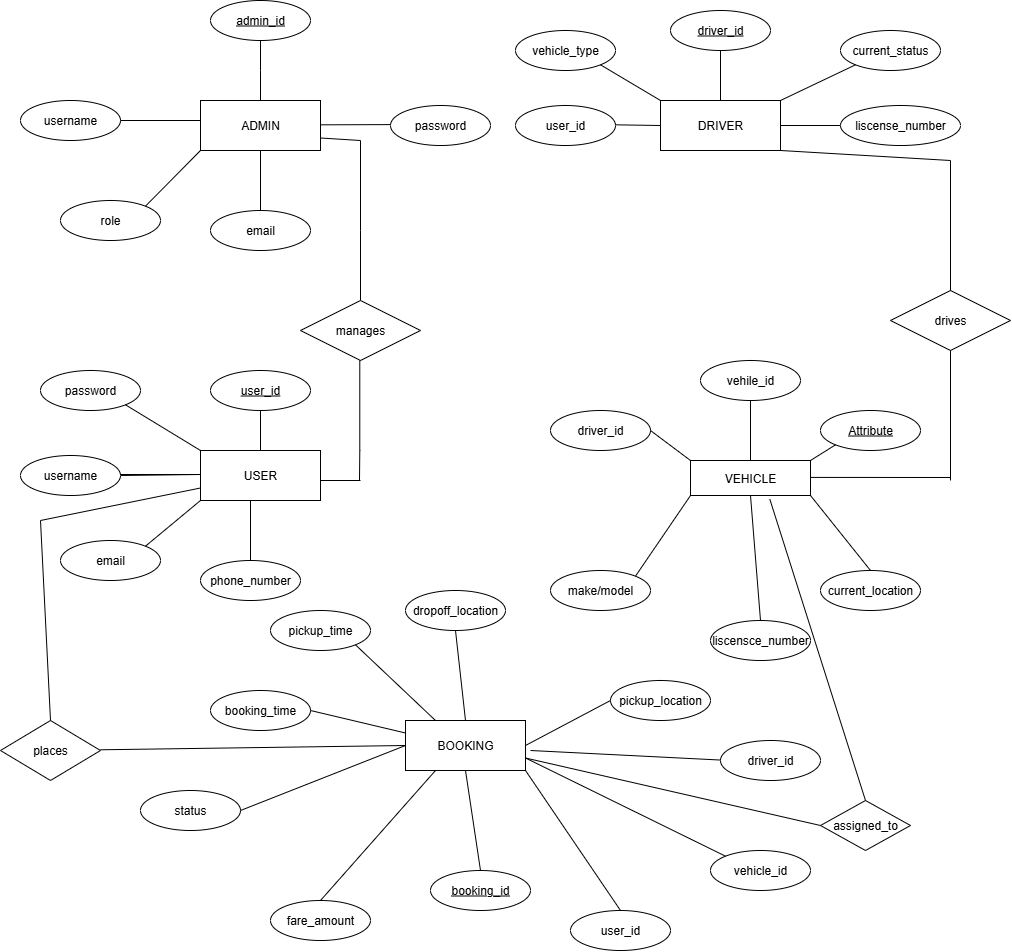 admin_id
driver_id
vehicle_type
current_status
username
ADMIN
password
user_id
DRIVER
liscense_number
role
email
manages
drives
password
user_id
vehile_id
driver_id
Attribute
username
USER
VEHICLE
email
phone_number
make/model
current_location
dropoff_location
pickup_time
liscensce_number
pickup_location
booking_time
places
BOOKING
driver_id
status
assigned_to
vehicle_id
booking_id
fare_amount
user_id